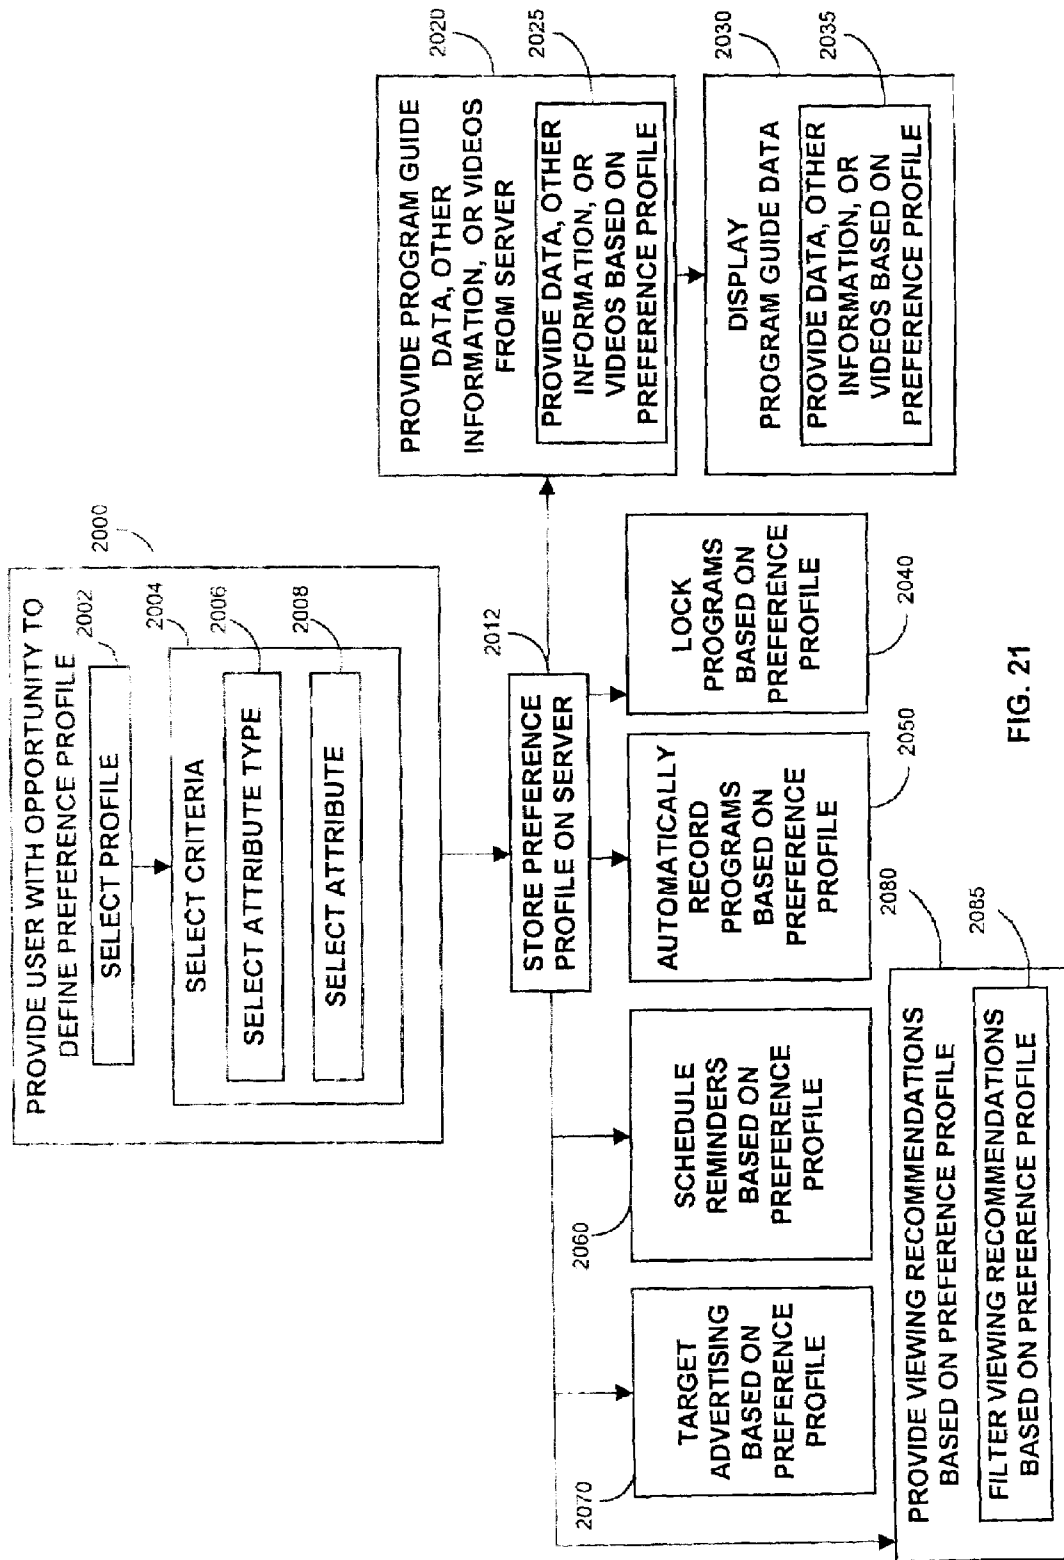 PROVIDE USER WITH OPPORTUNITY TO
DEFINE PREFERENCE PROFILE
2000
SELECT PROFILE
2002
SELECT CRITERIA
2004
SELECT ATTRIBUTE TYPE
2006
SELECT ATTRIBUTE
2008
STORE PREFERENCE
PROFILE ON SERVER
2012
PROVIDE PROGRAM GUIDE
DATA, OTHER
INFORMATION, OR VIDEOS
FROM SERVER
2020
PROVIDE DATA, OTHER
INFORMATION, OR
VIDEOS BASED ON
PREFERENCE PROFILE
2025
DISPLAY
PROGRAM GUIDE DATA
2030
PROVIDE DATA, OTHER
INFORMATION, OR
VIDEOS BASED ON
PREFERENCE PROFILE
2035
TARGET
ADVERTISING
BASED ON
PREFERENCE
PROFILE
2070
SCHEDULE
REMINDERS
BASED ON
PREFERENCE
PROFILE
2060
AUTOMATICALLY
RECORD
PROGRAMS
BASED ON
PREFERENCE
PROFILE
2050
LOCK
PROGRAMS
BASED ON
PREFERENCE
PROFILE
2040
PROVIDE VIEWING RECOMMENDATIONS
BASED ON PREFERENCE PROFILE
2080
FILTER VIEWING RECOMMENDATIONS
BASED ON PREFERENCE PROFILE
2085
FIG. 21